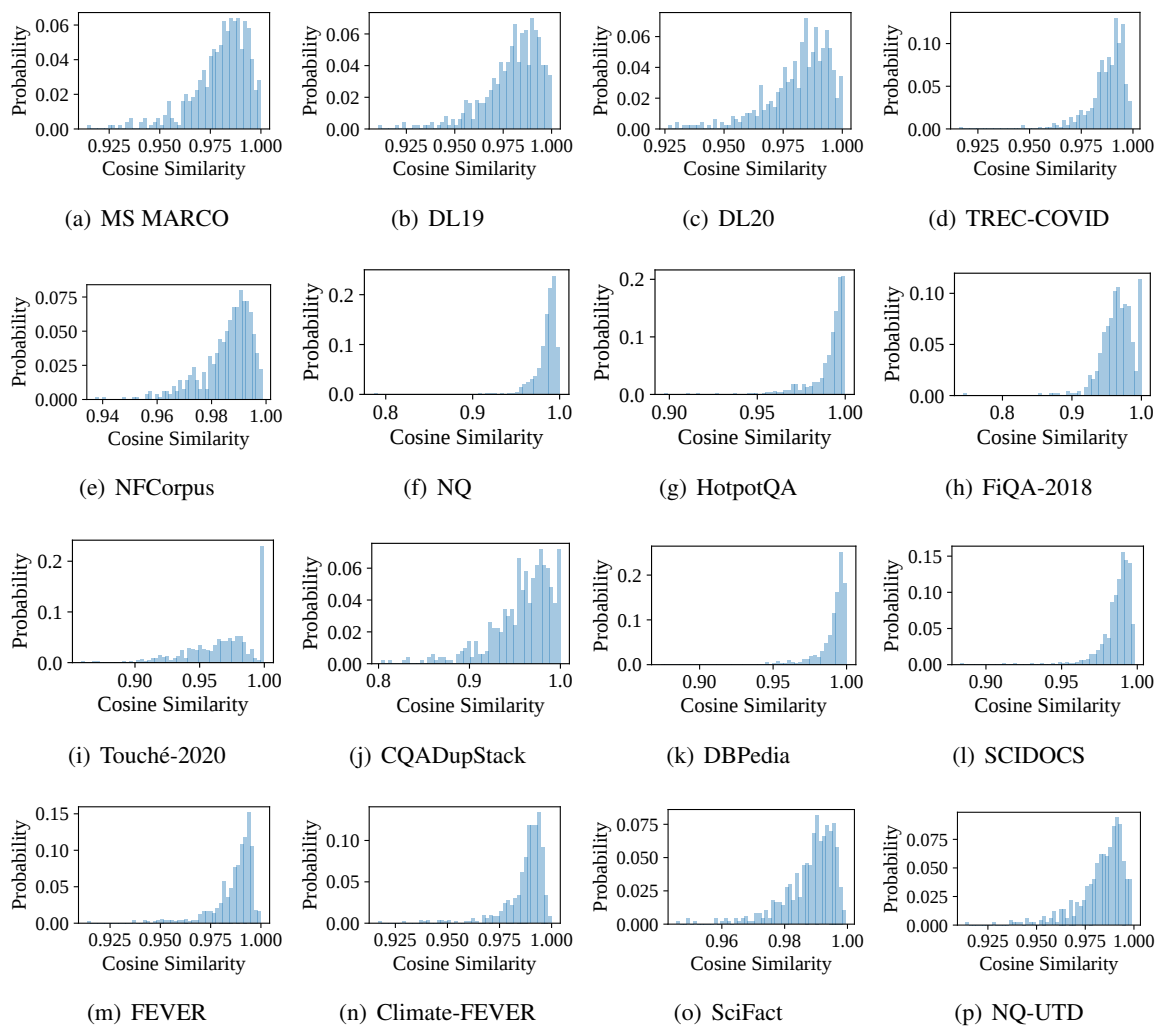 Probability
0.06
0.04
0.02
0.00
0.925 0.950 0.975 1.000
Cosine Similarity
(a) MS MARCO
Probability
0.06
0.04
0.02
0.00
0.925 0.950 0.975 1.000
Cosine Similarity
(b) DL19
Probability
0.06
0.04
0.02
0.00
0.925 0.950 0.975 1.000
Cosine Similarity
(c) DL20
Probability
0.10
0.05
0.00
0.925 0.950 0.975 1.000
Cosine Similarity
(d) TREC-COVID
Probability
0.075
0.050
0.025
0.000
0.94 0.96 0.98 1.00
Cosine Similarity
(e) NFCorpus
Probability
0.2
0.1
0.0
0.8 0.9 1.0
Cosine Similarity
(f) NQ
Probability
0.2
0.1
0.0
0.90 0.95 1.00
Cosine Similarity
(g) HotpotQA
Probability
0.10
0.05
0.00
0.8 0.9 1.0
Cosine Similarity
(h) FiQA-2018
Probability
0.2
0.1
0.0
0.90 0.95 1.00
Cosine Similarity
(i) Touché-2020
Probability
0.06
0.04
0.02
0.00
0.8 0.9 1.0
Cosine Similarity
(j) CQADupStack
Probability
0.2
0.1
0.0
0.90 0.95 1.00
Cosine Similarity
(k) DBPedia
Probability
0.15
0.10
0.05
0.00
0.90 0.95 1.00
Cosine Similarity
(l) SCIDOCS
Probability
0.15
0.10
0.05
0.00
0.925 0.950 0.975 1.000
Cosine Similarity
(m) FEVER
Probability
0.10
0.05
0.00
0.925 0.950 0.975 1.000
Cosine Similarity
(n) Climate-FEVER
Probability
0.075
0.050
0.025
0.000
0.96 0.98 1.00
Cosine Similarity
(o) SciFact
Probability
0.075
0.050
0.025
0.000
0.925 0.950 0.975 1.000
Cosine Similarity
(p) NQ-UTD